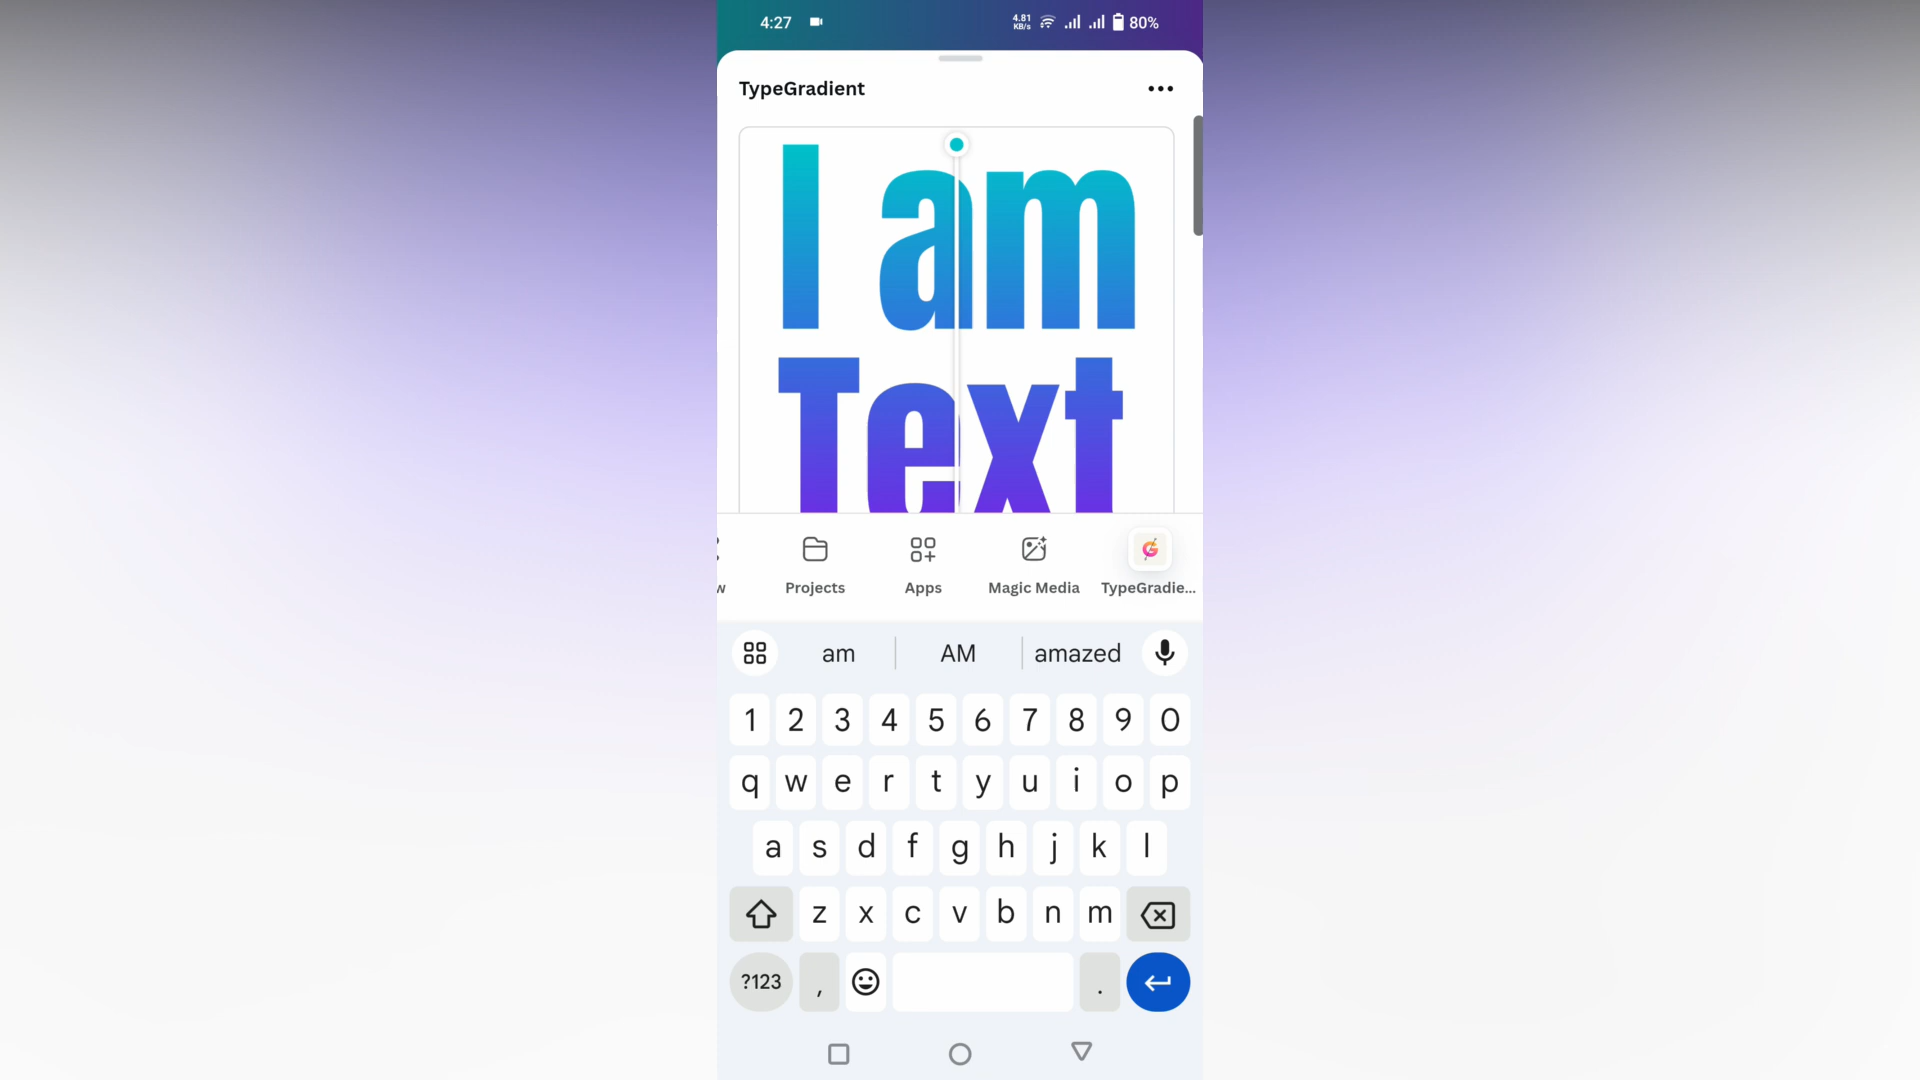 4:27 4.81 KB/s 80%
TypeGradient
I am
Text
w Projects Apps Magic Media TypeGradie...
am AM amazed
1 2 3 4 5 6 7 8 9 0
q w e r t y u i o p
a s d f g h j k l
z x c v b n m
?123 , .